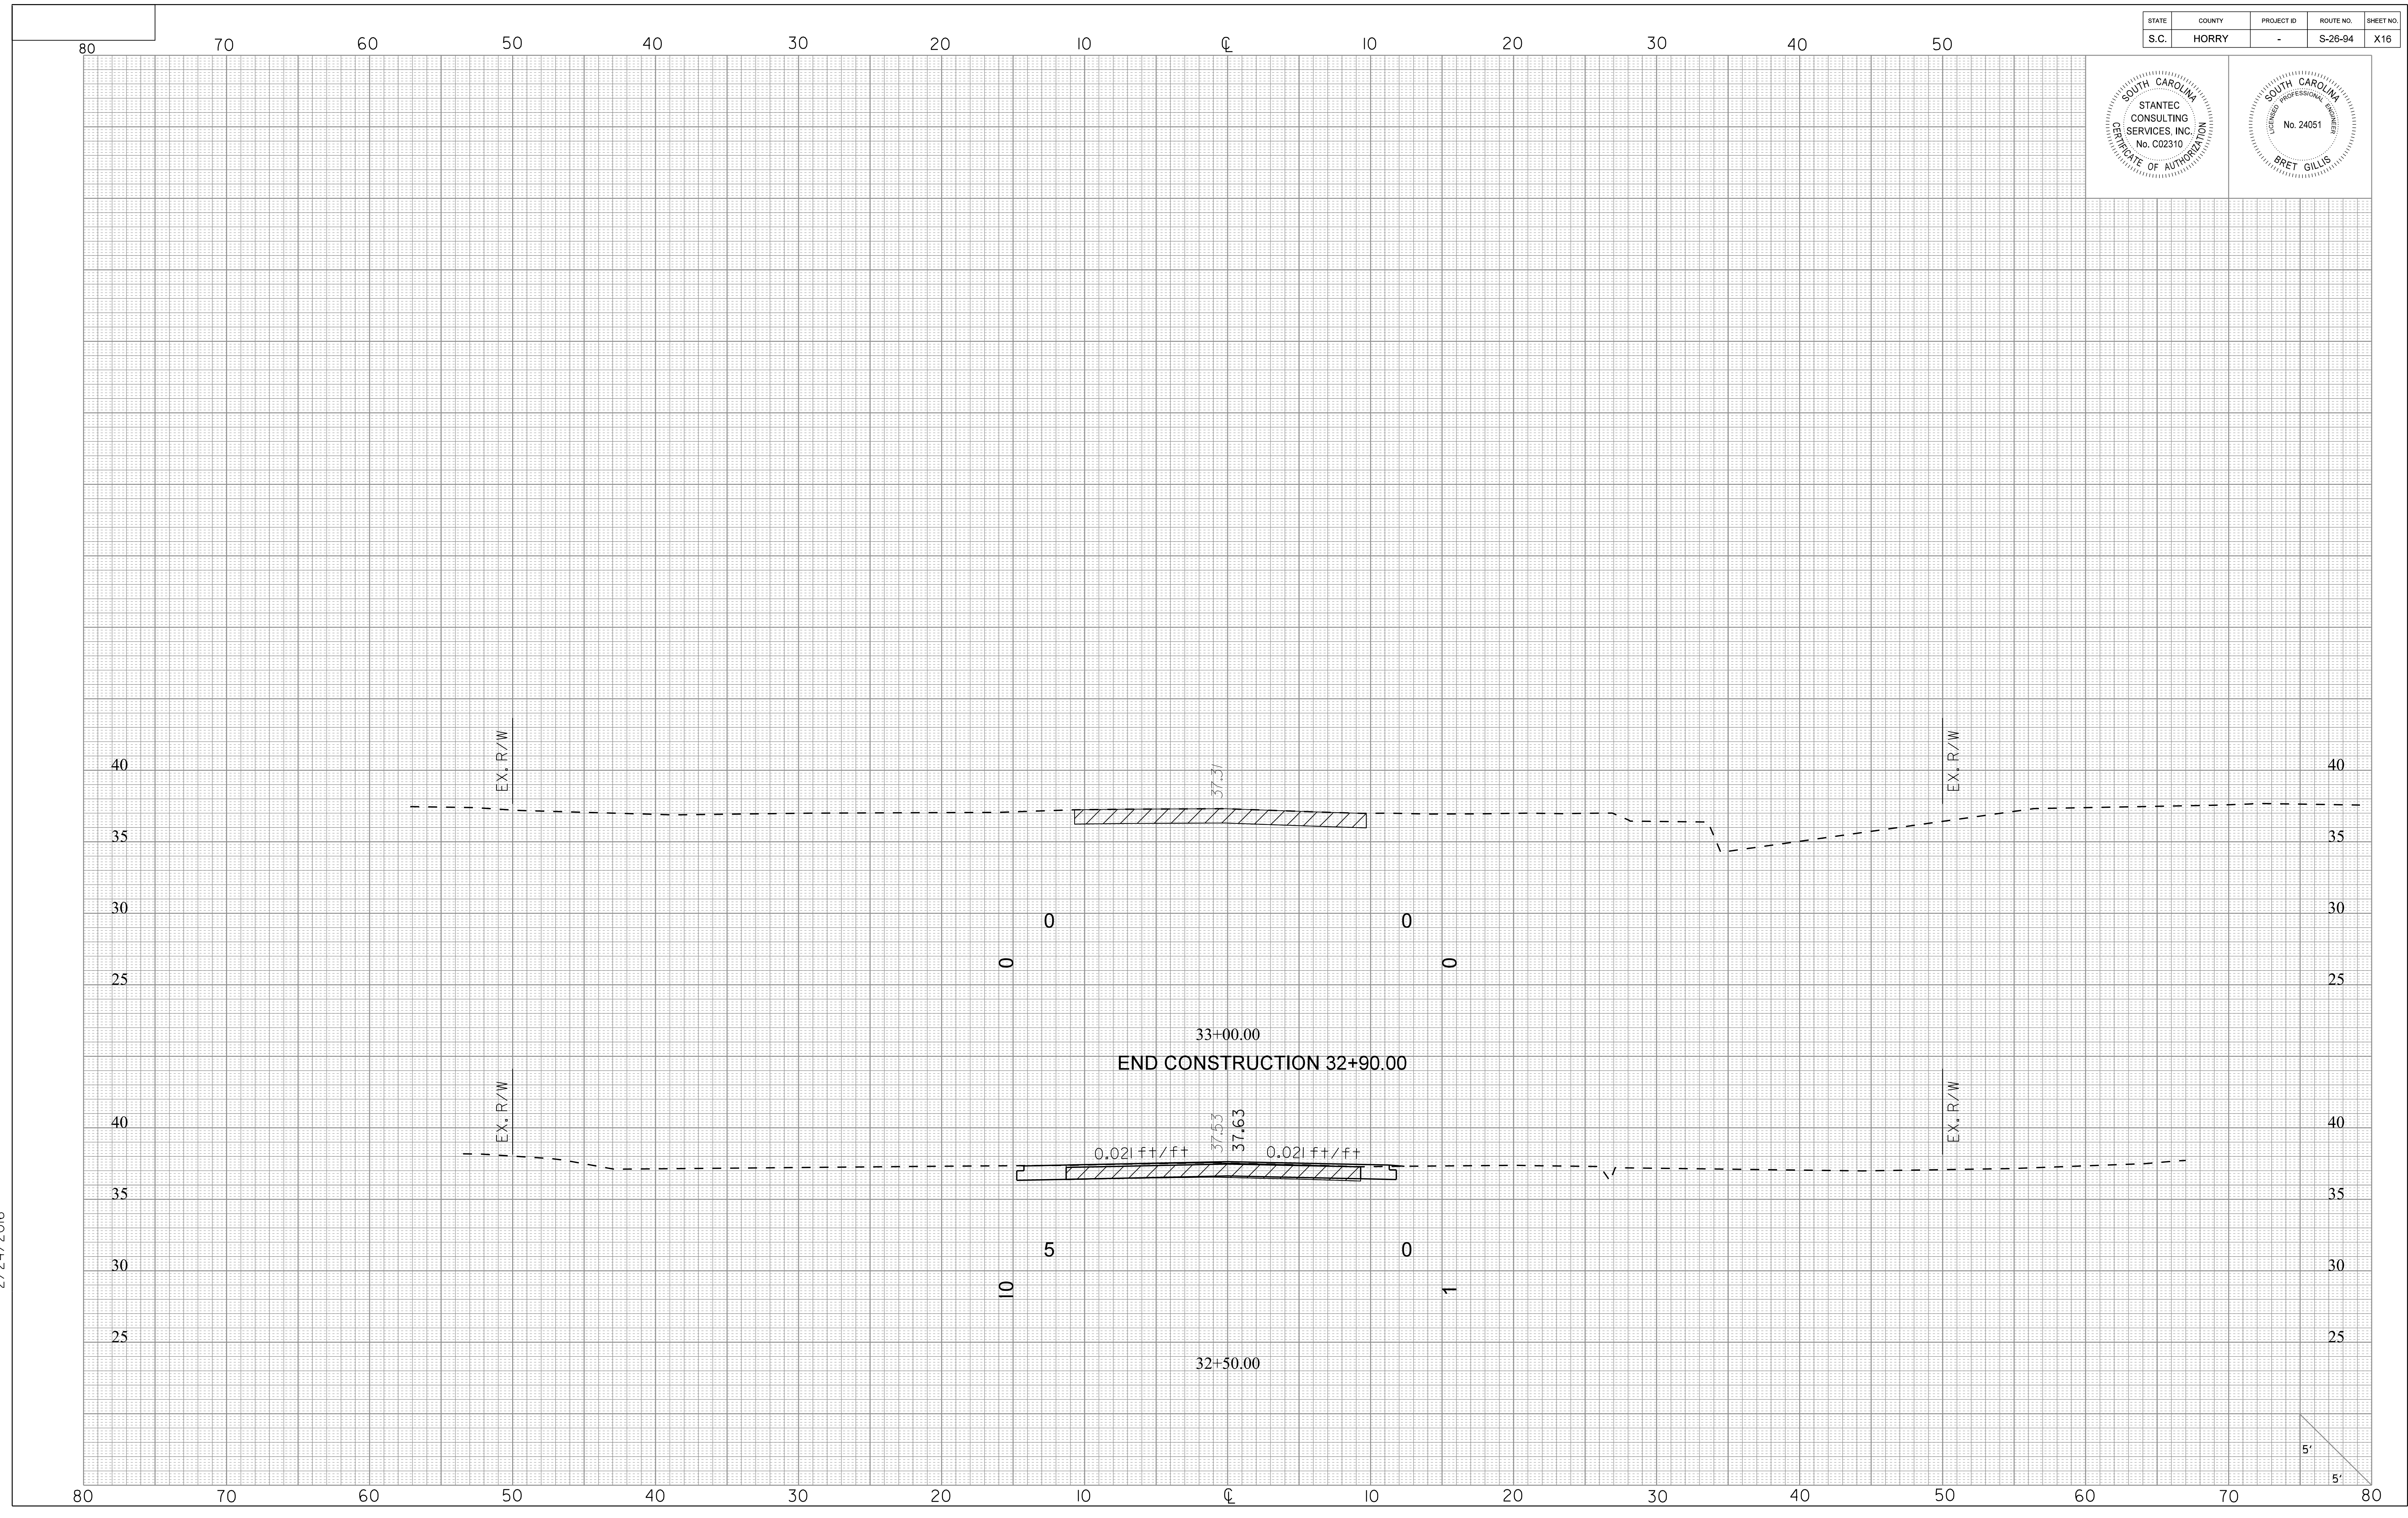 STATE COUNTY PROJECT ID ROUTE NO. SHEET NO.
S.C. HORRY - S-26-94 X16
80 70 60 50 40 30 20 10 ℄ 10 20 30 40 50
SOUTH CAROLINA
STANTEC
CONSULTING
SERVICES, INC.
No. C02310
CERTIFICATE OF AUTHORIZATION
SOUTH CAROLINA
LICENSED PROFESSIONAL ENGINEER
No. 24051
BRET GILLIS
EX. R/W
37.31
EX. R/W
40 40
35 35
30 30
0 0
0 0
25 25
33+00.00
END CONSTRUCTION 32+90.00
EX. R/W
37.53
37.63
EX. R/W
40 40
0.021 ft/ft 0.021 ft/ft
35 35
5 0
30 30
10 1
25 25
32+50.00
5'
5'
80 70 60 50 40 30 20 10 ℄ 10 20 30 40 50 60 70 80